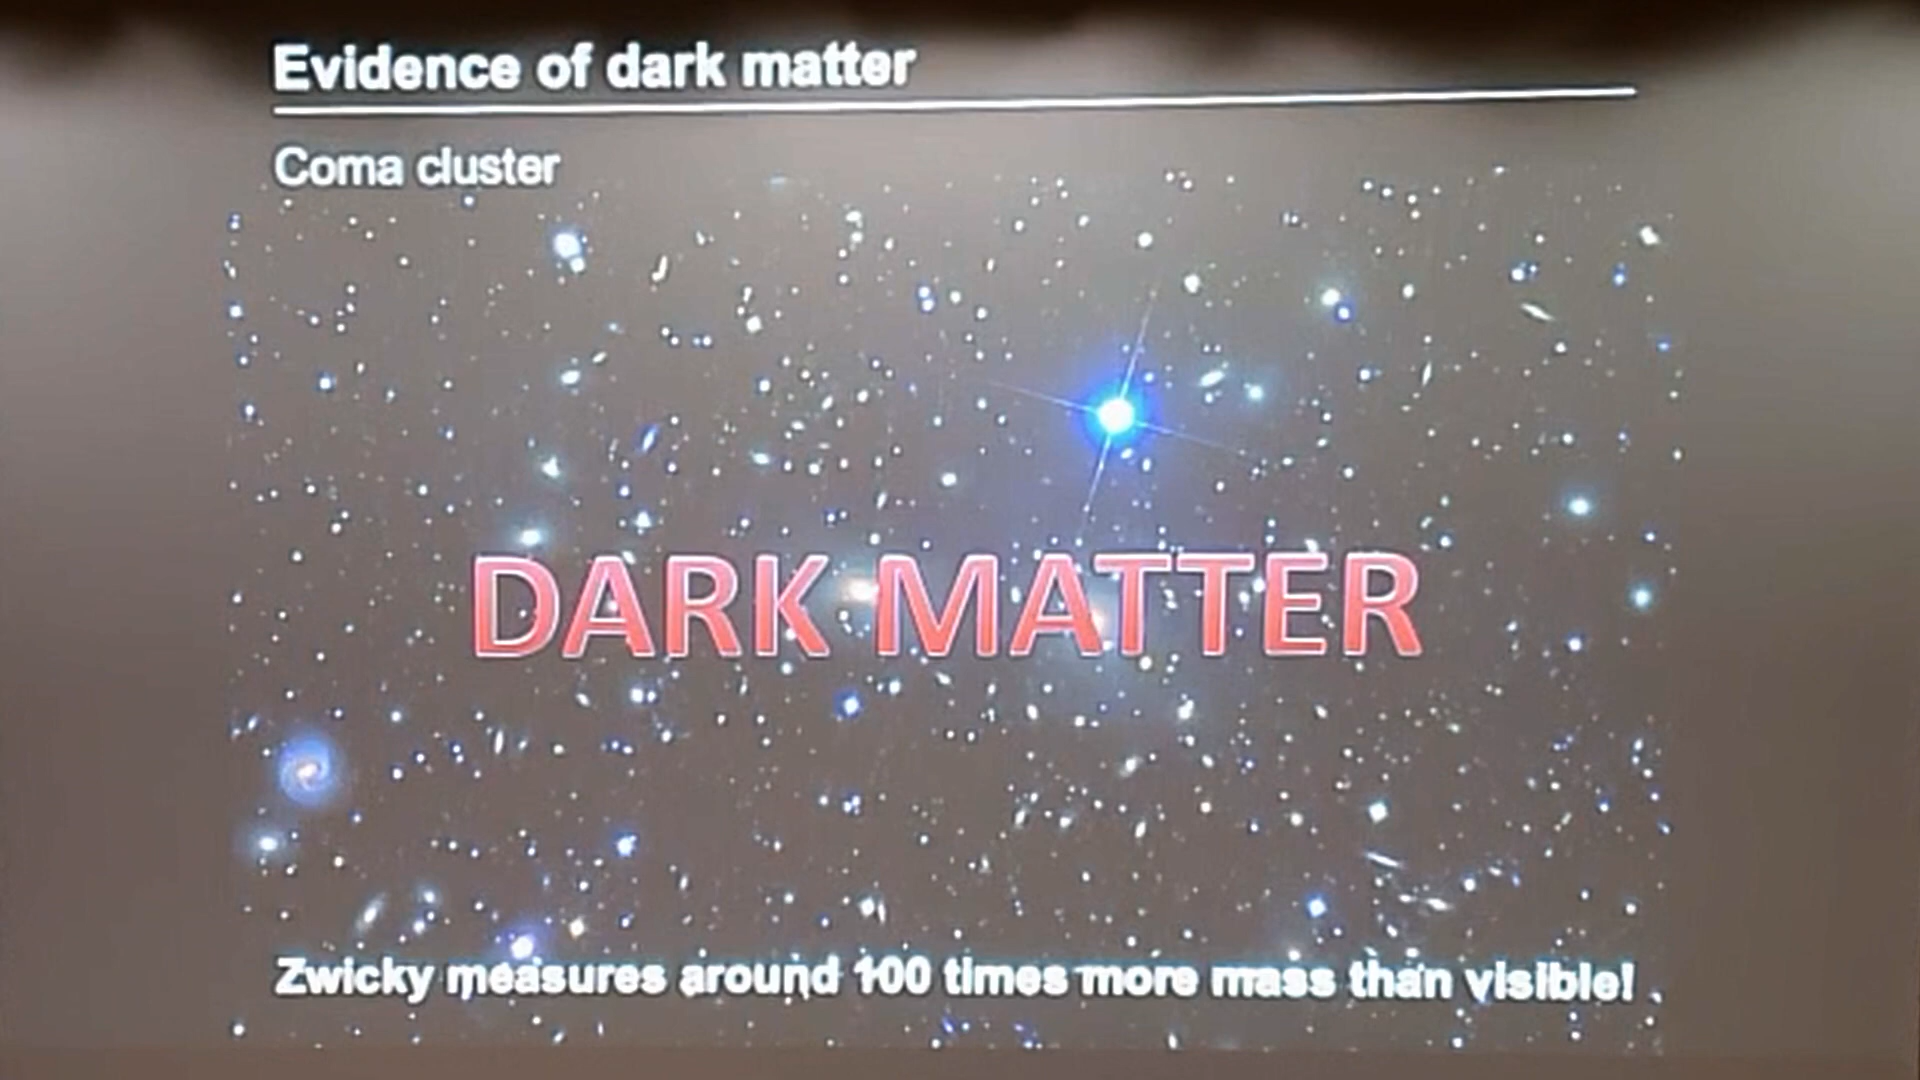 Evidence of dark matter
Coma cluster
DARK MATTER
Zwicky measures around 100 times more mass than visible!